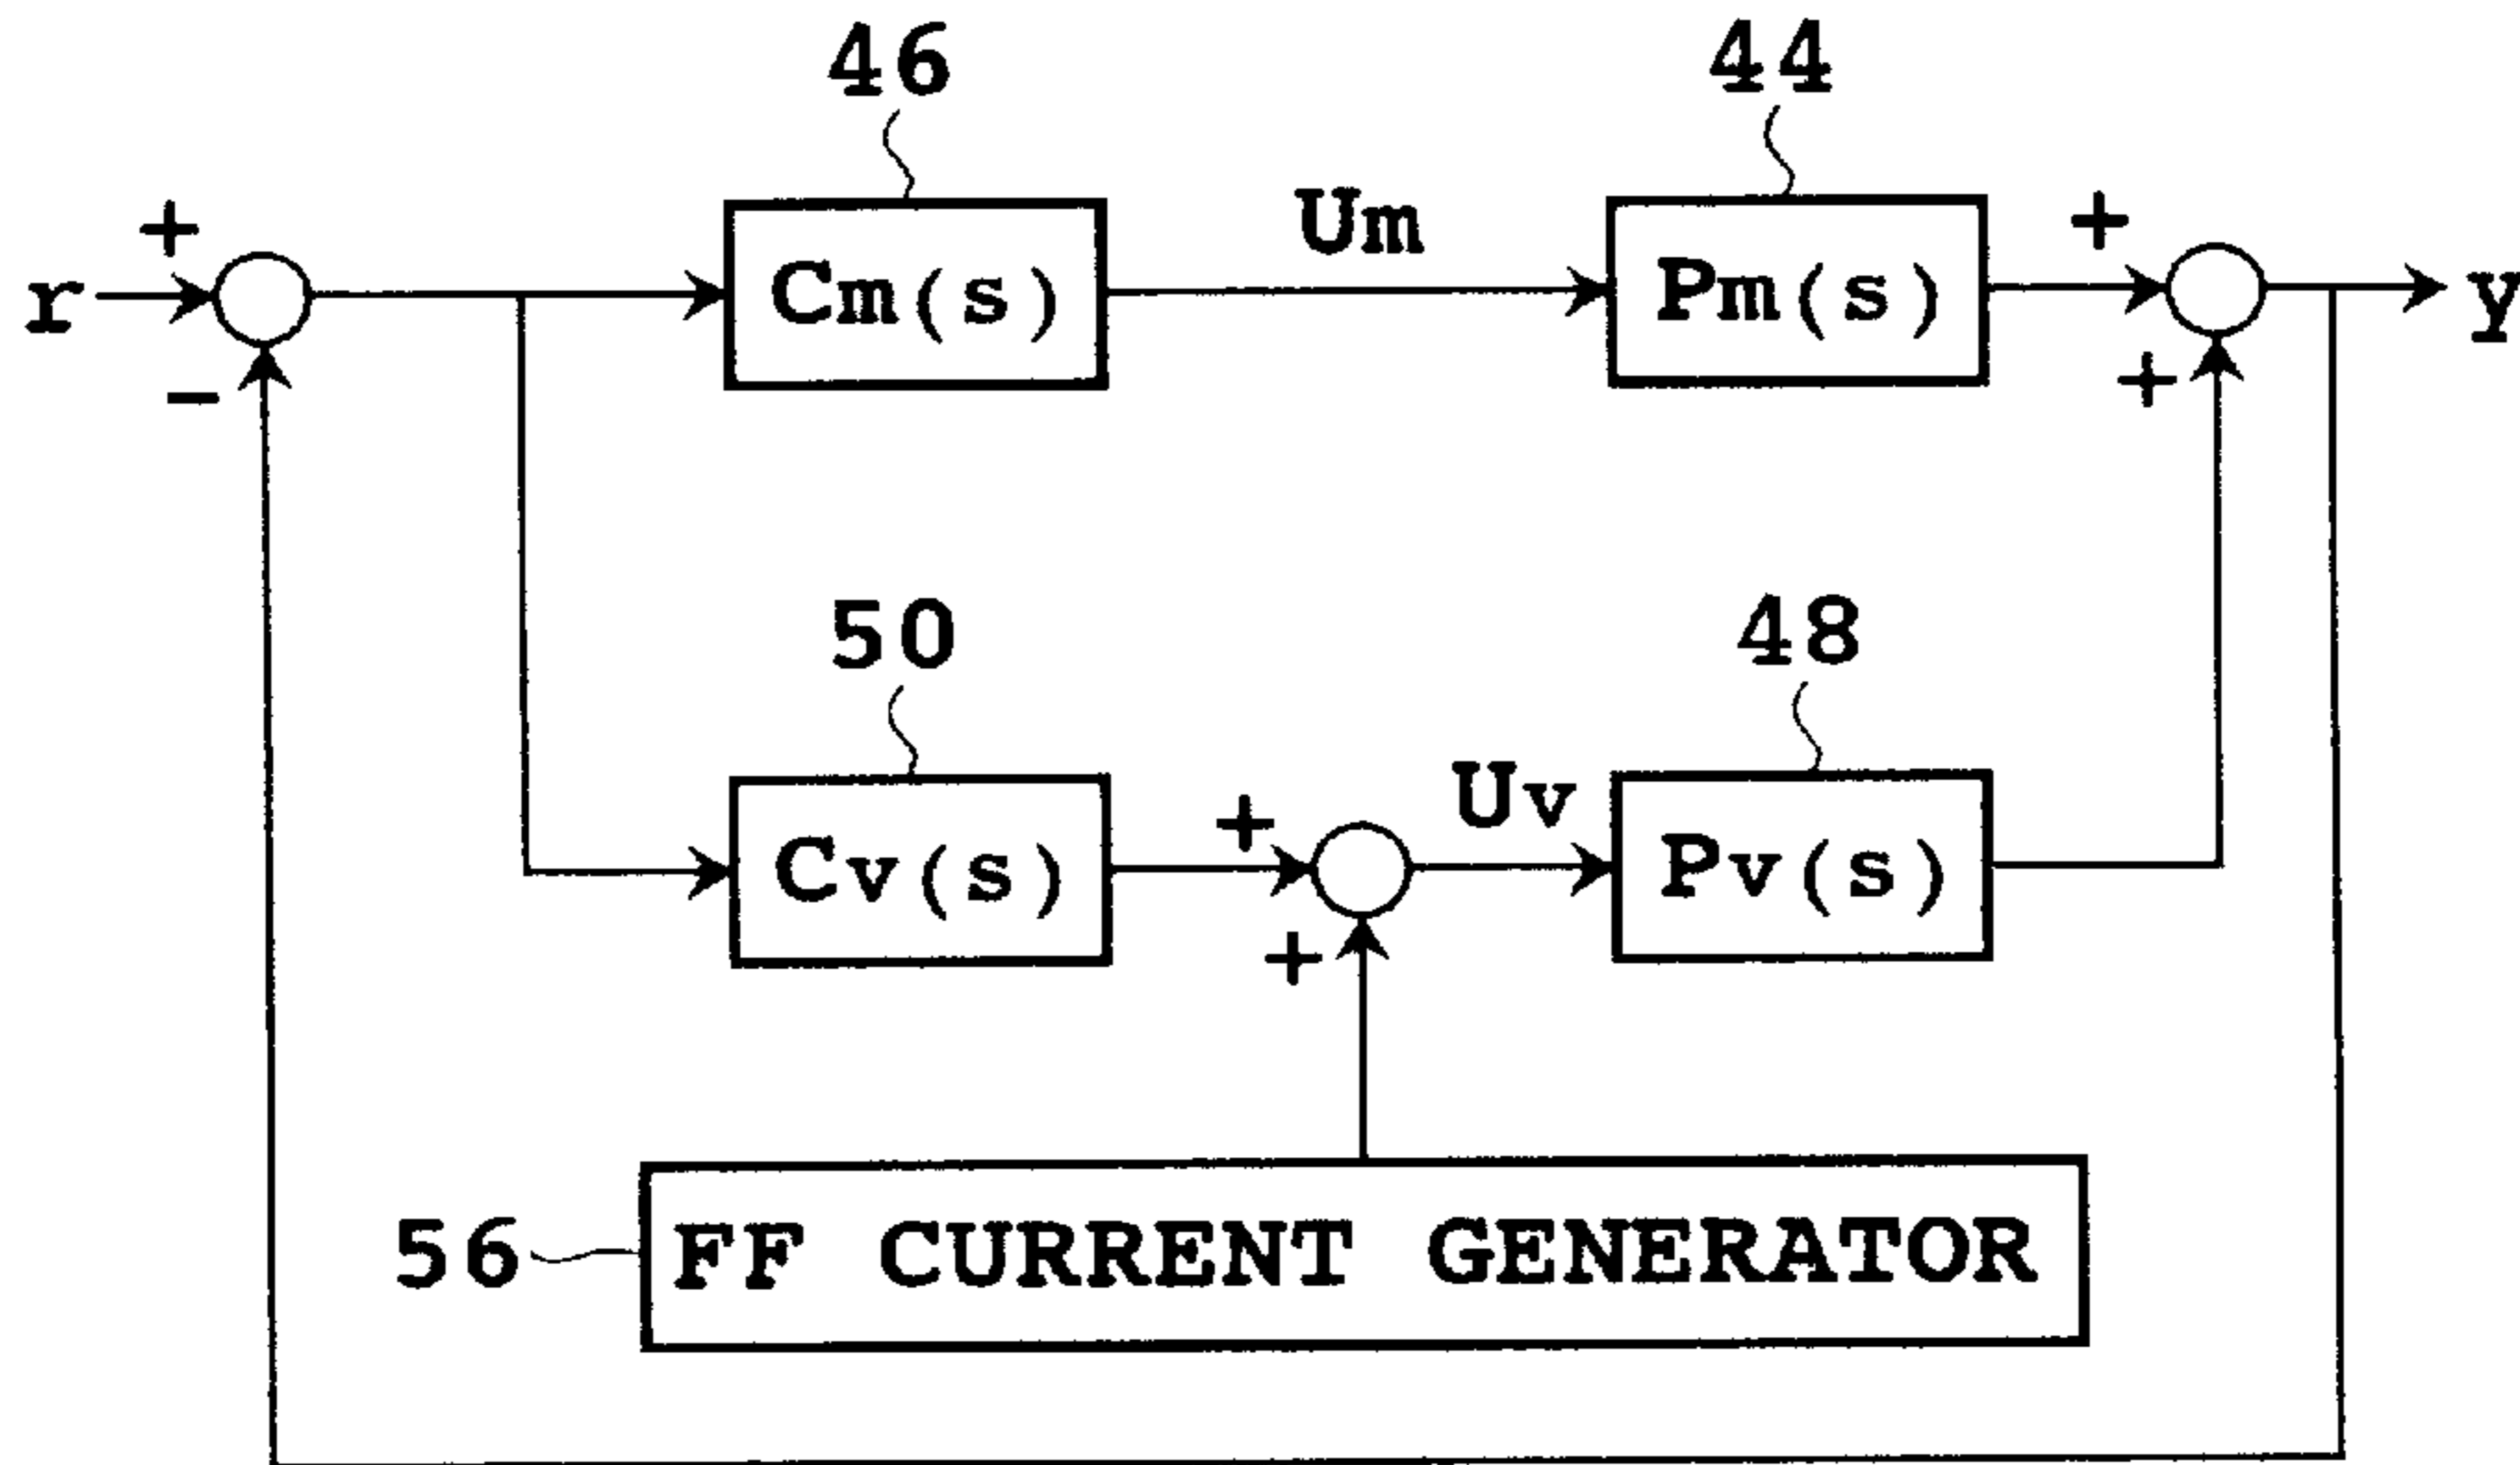 46
44
+
Um
+
r
Cm(s)
Pm(s)
y
−
+
50
48
+
Uv
Cv(s)
Pv(s)
+
56
FF CURRENT GENERATOR